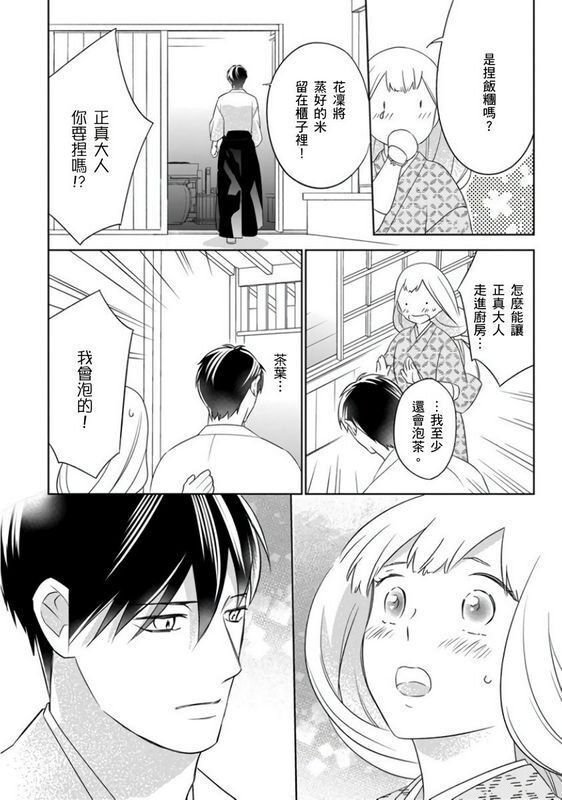 是捏飯糰嗎?
花凜將
蒸好的米
留在櫃子裡!
正真大人
你要捏嗎!?
怎麼能讓
正真大人
走進廚房…
…我至少
還會泡茶。
茶葉…
我會泡的!